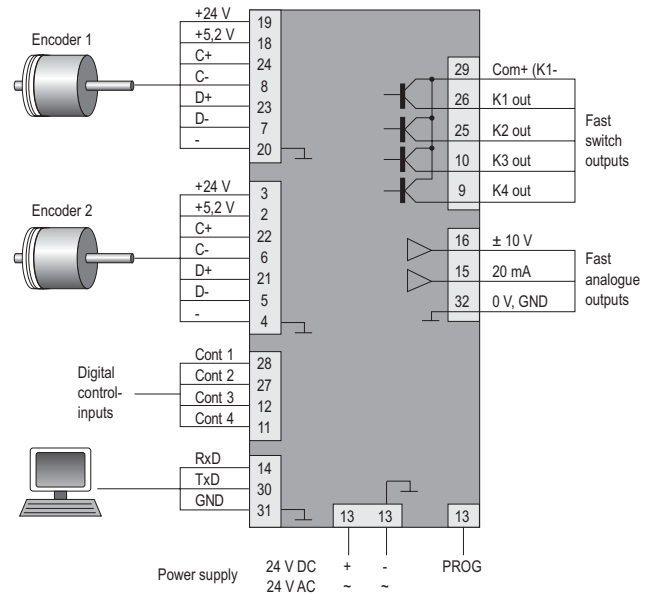 Encoder 1
+24 V 19
+5,2 V 18
C+ 24
C- 8
D+ 23
D- 7
- 20
Encoder 2
+24 V 3
+5,2 V 2
C+ 22
C- 6
D+ 21
D- 5
- 4
Digital
control-
inputs
Cont 1 28
Cont 2 27
Cont 3 12
Cont 4 11
RxD 14
TxD 30
GND 31
29 Com+ (K1-
26 K1 out
25 K2 out
10 K3 out
9 K4 out
Fast
switch
outputs
16 ± 10 V
15 20 mA
32 0 V, GND
Fast
analogue
outputs
13 13 13
Power supply
24 V DC + - PROG
24 V AC ~ ~